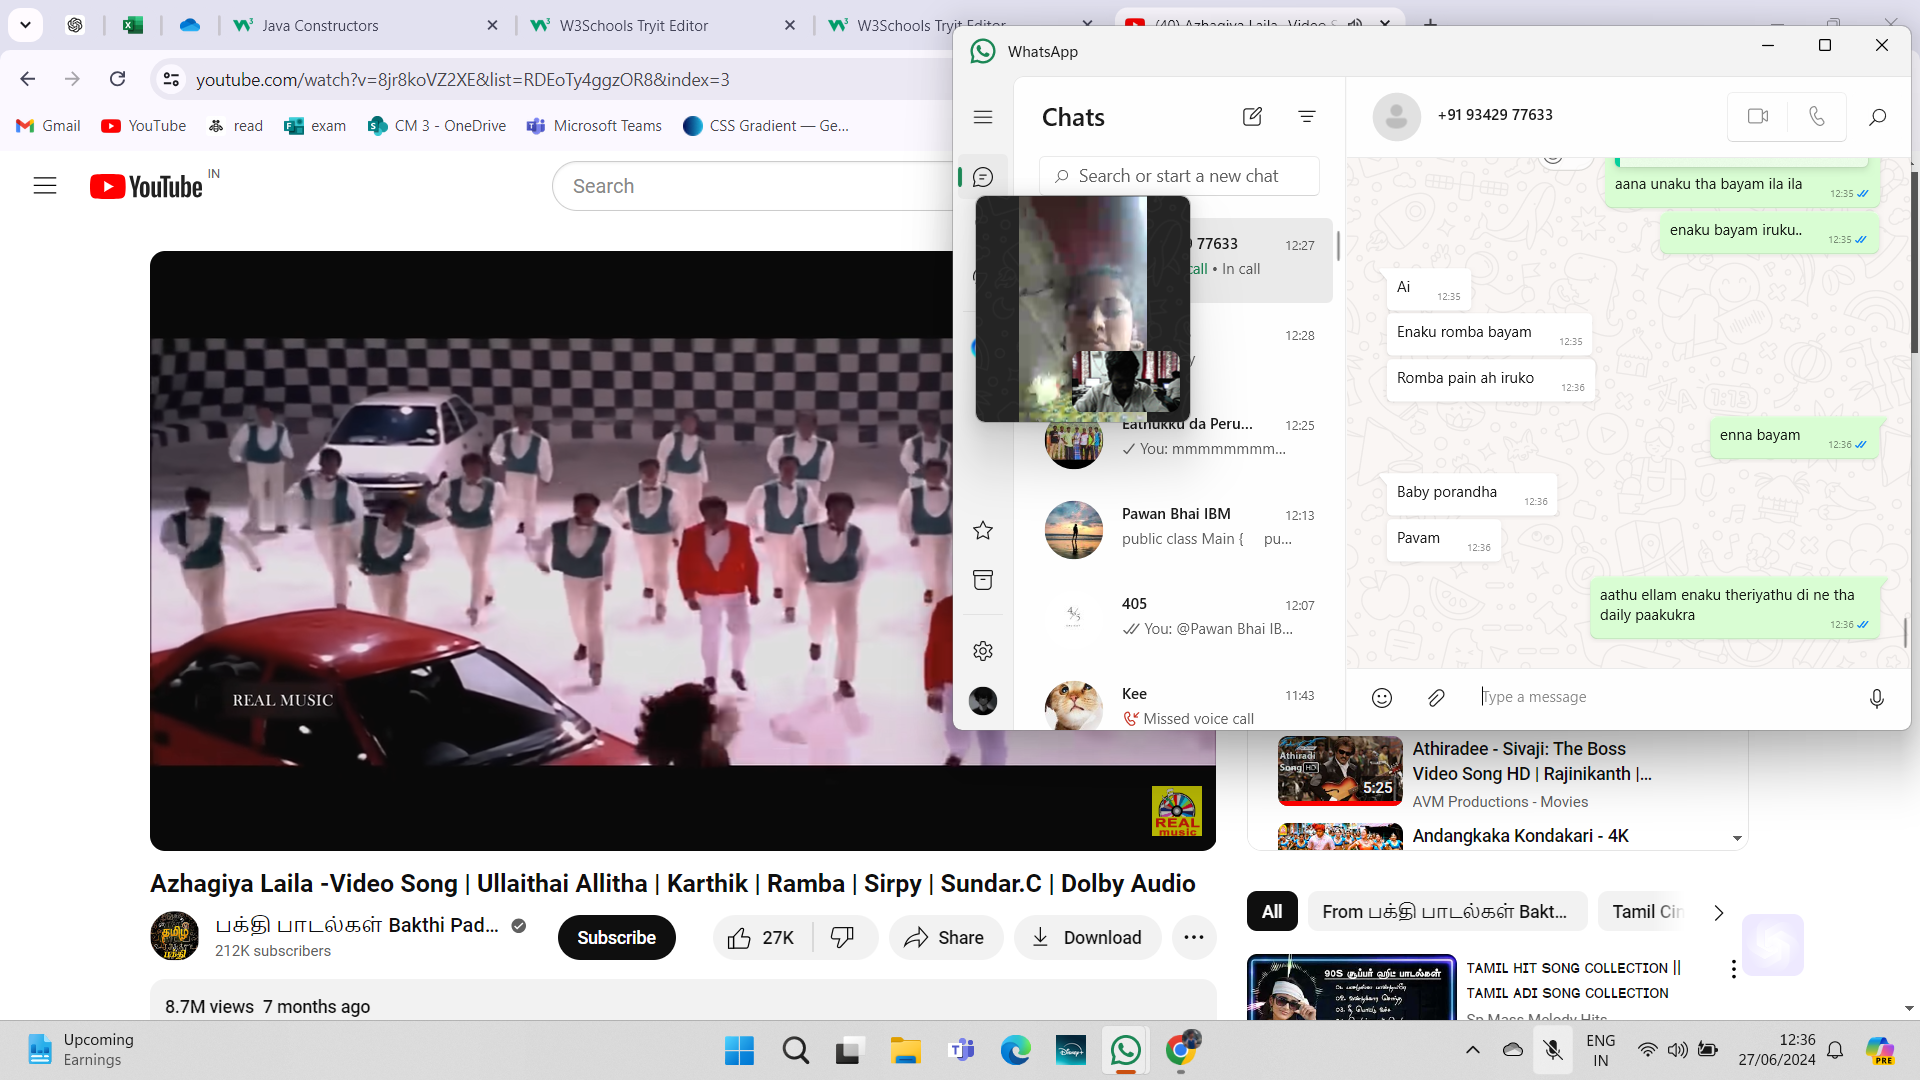 Java Constructors
W3Schools Tryit Editor
W3Schools Tryit Editor
(40) Azhagiya Laila -Video S
youtube.com/watch?v=8jr8koVZ2XE&list=RDEoTy4ggzOR8&index=3
Gmail
YouTube
read
exam
CM 3 - OneDrive
Microsoft Teams
CSS Gradient — Ge...
YouTube IN
Search
REAL MUSIC
REAL
music
Azhagiya Laila -Video Song | Ullaithai Allitha | Karthik | Ramba | Sirpy | Sundar.C | Dolby Audio
பக்தி பாடல்கள் Bakthi Pad...
212K subscribers
Subscribe
27K
Share
Download
8.7M views 7 months ago
WhatsApp
Chats
Search or start a new chat
77633
12:27
call • In call
12:28
y
Eathukku da Peru...
12:25
You: mmmmmmmm...
Pawan Bhai IBM
12:13
public class Main { pu...
405
12:07
You: @Pawan Bhai IB...
Kee
11:43
Missed voice call
+91 93429 77633
aana unaku tha bayam ila ila
12:35
enaku bayam iruku..
12:35
Ai
12:35
Enaku romba bayam
12:35
Romba pain ah iruko
12:36
enna bayam
12:36
Baby porandha
12:36
Pavam
12:36
aathu ellam enaku theriyathu di ne tha
daily paakukra
12:36
Type a message
Athiradi
Song HD
5:25
Athiradee - Sivaji: The Boss
Video Song HD | Rajinikanth |...
AVM Productions - Movies
Andangkaka Kondakari - 4K
All
From பக்தி பாடல்கள் Bakt...
Tamil Cin
90S சூப்பர் ஹிட் பாடல்கள்
TAMIL HIT SONG COLLECTION ||
TAMIL ADI SONG COLLECTION
Sp Mass Melody Hits
Upcoming
Earnings
Disney+
ENG
IN
12:36
27/06/2024
PRE